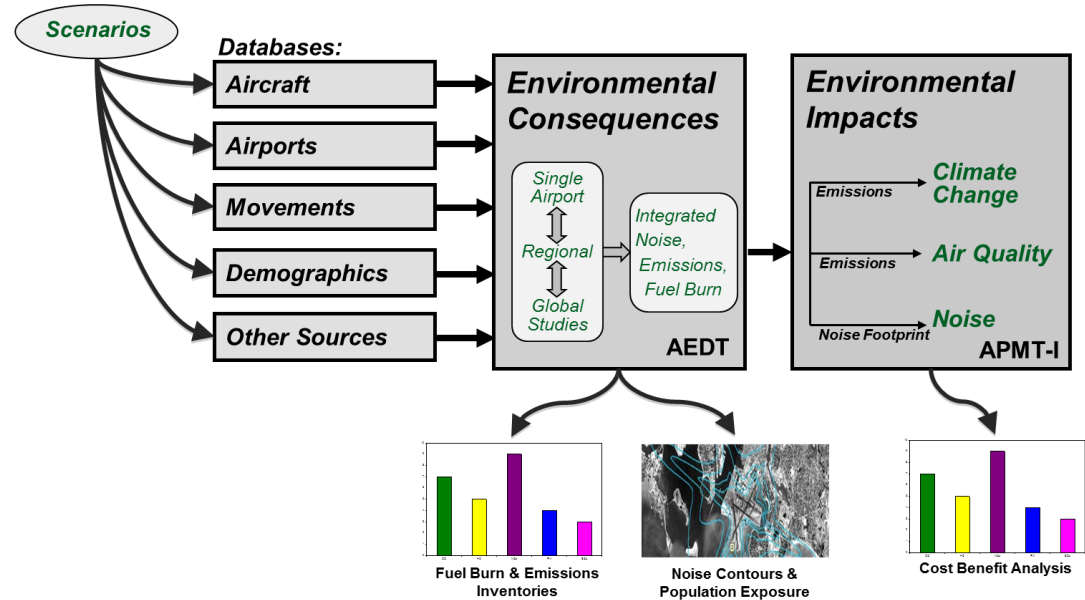 Scenarios
Databases:
Aircraft
Airports
Movements
Demographics
Other Sources
Environmental
Consequences
Single
Airport
Regional
Global
Studies
Integrated
Noise,
Emissions,
Fuel Burn
AEDT
Environmental
Impacts
Emissions
Climate
Change
Emissions
Air Quality
Noise Footprint
Noise
APMT-I
Fuel Burn & Emissions
Inventories
Noise Contours &
Population Exposure
Cost Benefit Analysis